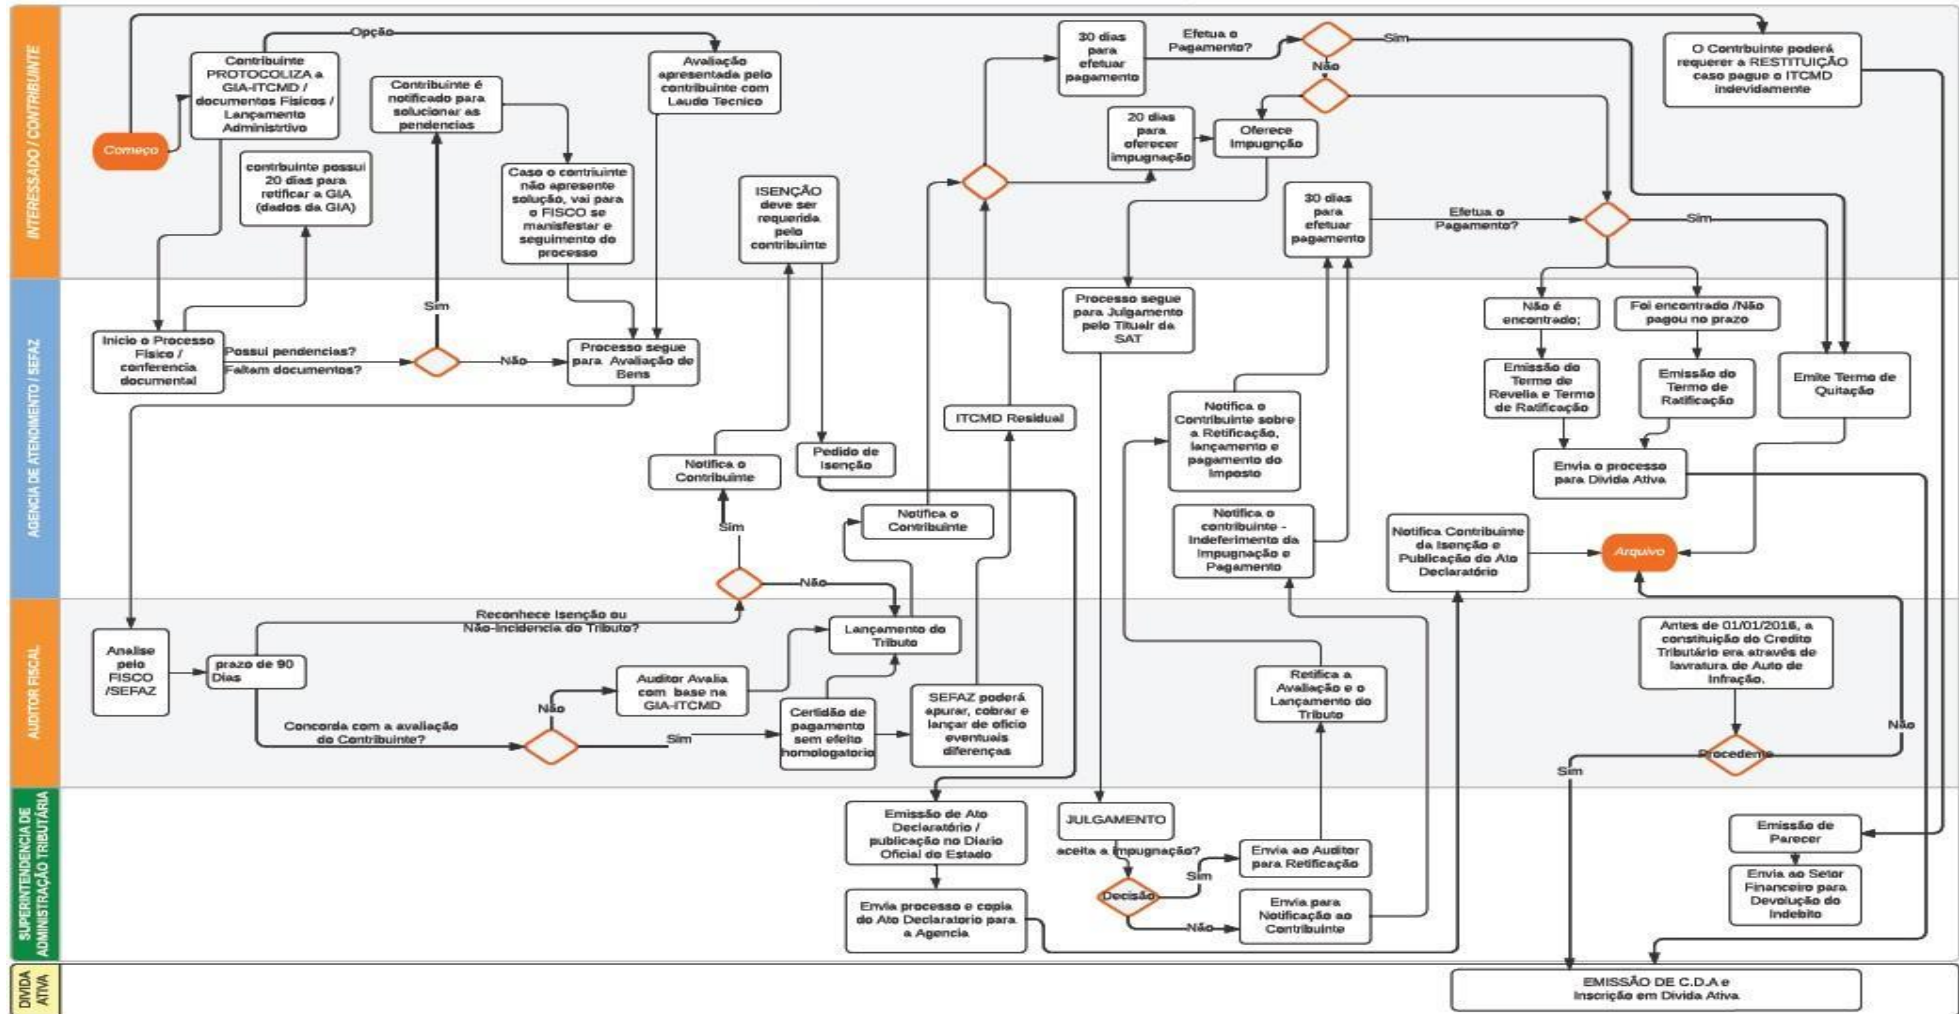 INTERESSADO / CONTRIBUINTE
Começo
Contribuinte
PROTOCOLIZA a
GIA-ITCMD /
documentos Físicos /
Lançamento
Administrtivo
Opção
contrbuinte possui
20 dias para
retificar a GIA
(dados da GIA)
Contribuinte é
notificado para
solucionar as
pendencias
Caso o contriuinte
não apresente
solução, vai para
o FISCO se
manisfestar e
seguimento do
processo
Avaliação
apresentada pelo
contribuinte com
Laudo Tecnico
ISENÇÃO
deve ser
requerida
pelo
contribuinte
30 dias
para
efetuar
pagamento
Efetua o
Pagamento?
Sim
Não
20 dias
para
oferecer
impugnação
Oferece
Impugnção
30 dias
para
efetuar
pagamento
Efetua o
Pagamento?
Sim
O Contrbuinte poderá
requerer a RESTITUIÇÃO
caso pague o ITCMD
indevidamente
AGENCIA DE ATENDIMENTO / SEFAZ
Inicio o Processo
Físico /
conferencia
documental
Possui pendencias?
Faltam documentos?
Sim
Não
Processo segue
para Avaliação de
Bens
Notifica o
Contribuinte
Sim
Não
Pedido de
Isenção
Notifica o
Contribuinte
ITCMD Residual
Processo segue
para Julgamento
pelo Tituair da
SAT
Notifica o
Contribuinte sobre
a Retificação,
lançamento e
pagamento do
Imposto
Notifica o
contribuinte -
Indeferimento da
Impugnação e
Pagamento
Não é
encontrado;
Foi encontrado /Não
pagou no prazo
Emissão do
Termo de
Revelia e Termo
de Ratificação
Emissão do
Termo de
Ratificação
Emite Termo de
Quitação
Envia o processo
para Divida Ativa
Notifica Contribuinte
da Isenção e
Publicação do Ato
Declaratório
Arquivo
AUDITOR FISCAL
Analise
pelo
FISCO
/SEFAZ
prazo de 90
Dias
Reconhece Isenção ou
Não-Incidencia do Tributo?
Concorda com a avaliação
do Contribuinte?
Não
Sim
Auditor Avalia
com base na
GIA-ITCMD
Certidão de
pagamento
sem efeito
homologatorio
Lançamento do
Tributo
SEFAZ poderá
apurar, cobrar e
lançar de oficio
eventuais
diferenças
Retifica a
Avaliação e o
Lançamento do
Tributo
Antes de 01/01/2016, a
constituição do Credito
Tributário era através de
lavratura de Auto de
Infração.
Procedente
Não
Sim
SUPERINTENDENCIA DE
ADMINISTRAÇÃO TRIBUTÁRIA
Emissão de Ato
Declaratório /
publicação no Diario
Oficial do Estado
Envia processo e copia
do Ato Declaratorio para
a Agencia
JULGAMENTO
aceita a impugnação?
Decisão
Sim
Não
Envia ao Auditor
para Retificação
Envia para
Notificação ao
Contribuinte
Emissão de
Parecer
Envia ao Setor
Financeiro para
Devolução do
Indebito
DIVIDA
ATIVA
EMISSÃO DE C.D.A e
Inscrição em Divida Ativa